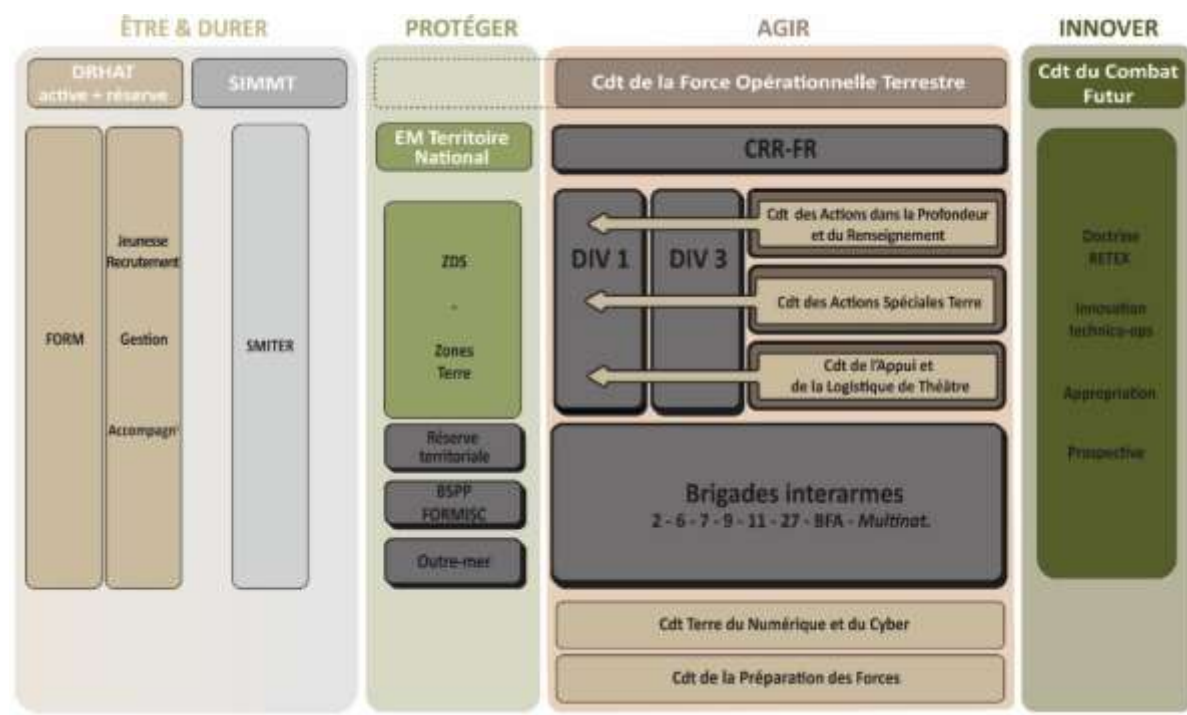 ÊTRE & DURER
PROTÉGER
AGIR
INNOVER
DRHAT
active + réserve
SIMMT
Cdt de la Force Opérationnelle Terrestre
Cdt du Combat
Futur
EM Territoire
National
CRR-FR
FORM
Jeunesse
Recrutement
Gestion
Accompagnt
SMITER
ZDS
-
Zones
Terre
Réserve
territoriale
BSPP
FORMISC
Outre-mer
DIV 1
DIV 3
Cdt des Actions dans la Profondeur
et du Renseignement
Cdt des Actions Spéciales Terre
Cdt de l'Appui et
de la Logistique de Théâtre
Brigades interarmes
2 - 6 - 7 - 9 - 11 - 27 - BFA - Multinat.
Cdt Terre du Numérique et du Cyber
Cdt de la Préparation des Forces
Doctrine
RETEX
Innovation
technico-ops
Appropriation
Prospective